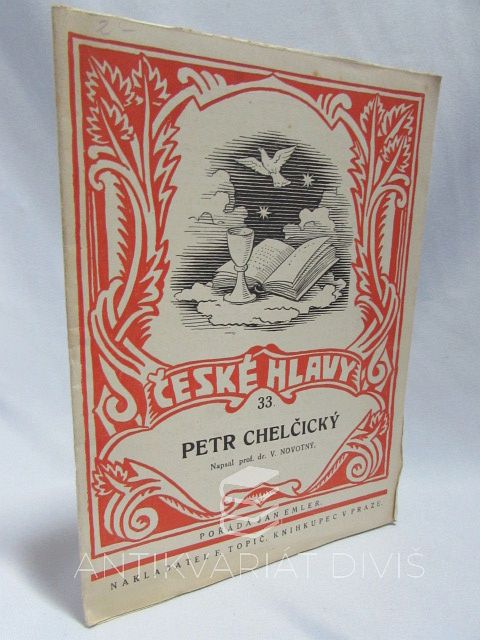 2.-
ČESKÉ HLAVY
33.
PETR CHELČICKÝ
Napsal prof. dr. V. NOVOTNÝ.
POŘÁDÁ JAN EMLER.
NAKLADATEL F. TOPIČ, KNIHKUPEC V PRAZE.
ANTIKVARIÁT DIVIŠ